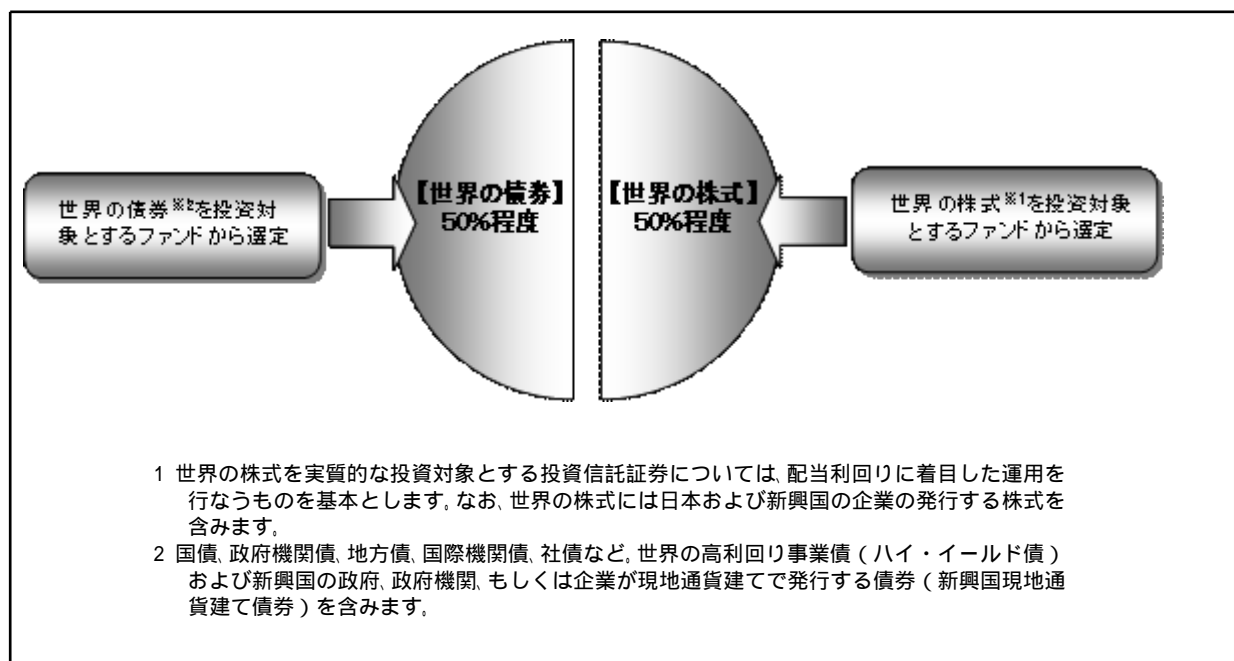 世界の債券※2を投資対
象とするファンドから選定
【世界の債券】
50%程度
【世界の株式】
50%程度
世界の株式※1を投資対象
とするファンドから選定
1 世界の株式を実質的な投資対象とする投資信託証券については、配当利回りに着目した運用を
行なうものを基本とします。なお、世界の株式には日本および新興国の企業の発行する株式を
含みます。
2 国債、政府機関債、地方債、国際機関債、社債など。世界の高利回り事業債（ハイ・イールド債）
および新興国の政府、政府機関、もしくは企業が現地通貨建てで発行する債券（新興国現地通
貨建て債券）を含みます。